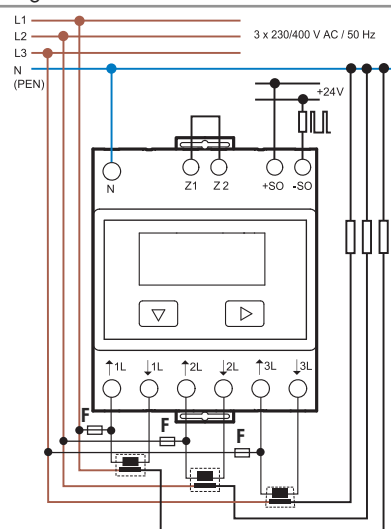 L1
L2
3 x 230/400 V AC / 50 Hz
L3
N
(PEN)
+24V
N
Z1
Z 2
+SO
-SO
↑1L
↓1L
↑2L
↓2L
↑3L
↓3L
F
F
F